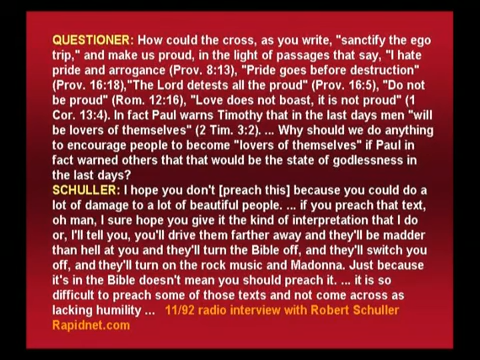 QUESTIONER: How could the cross, as you write, "sanctify the ego
trip," and make us proud, in the light of passages that say, "I hate
pride and arrogance (Prov. 8:13), "Pride goes before destruction"
(Prov. 16:18),"The Lord detests all the proud" (Prov. 16:5), "Do not
be proud" (Rom. 12:16), "Love does not boast, it is not proud" (1
Cor. 13:4). In fact Paul warns Timothy that in the last days men "will
be lovers of themselves" (2 Tim. 3:2). ... Why should we do anything
to encourage people to become "lovers of themselves" if Paul in
fact warned others that that would be the state of godlessness in
the last days?
SCHULLER: I hope you don't [preach this] because you could do a
lot of damage to a lot of beautiful people. ... if you preach that text,
oh man, I sure hope you give it the kind of interpretation that I do
or, I'll tell you, you'll drive them farther away and they'll be madder
than hell at you and they'll turn the Bible off, and they'll switch you
off, and they'll turn on the rock music and Madonna. Just because
it's in the Bible doesn't mean you should preach it. ... it is so
difficult to preach some of those texts and not come across as
lacking humility ... 11/92 radio interview with Robert Schuller
Rapidnet.com